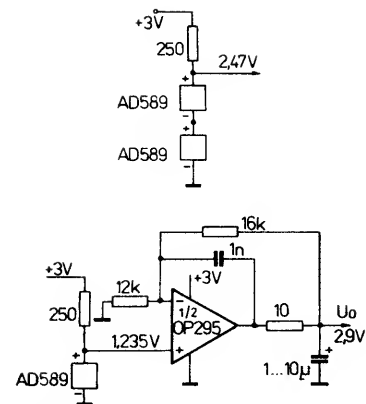 +3V
250
2,47V
+
AD589
-
+
AD589
-
16k
1n
+3V
12k
+3V
-
1/2
OP295
10
U₀
2,9V
250
1,235V
+
+
1...10µ
+
AD589
-